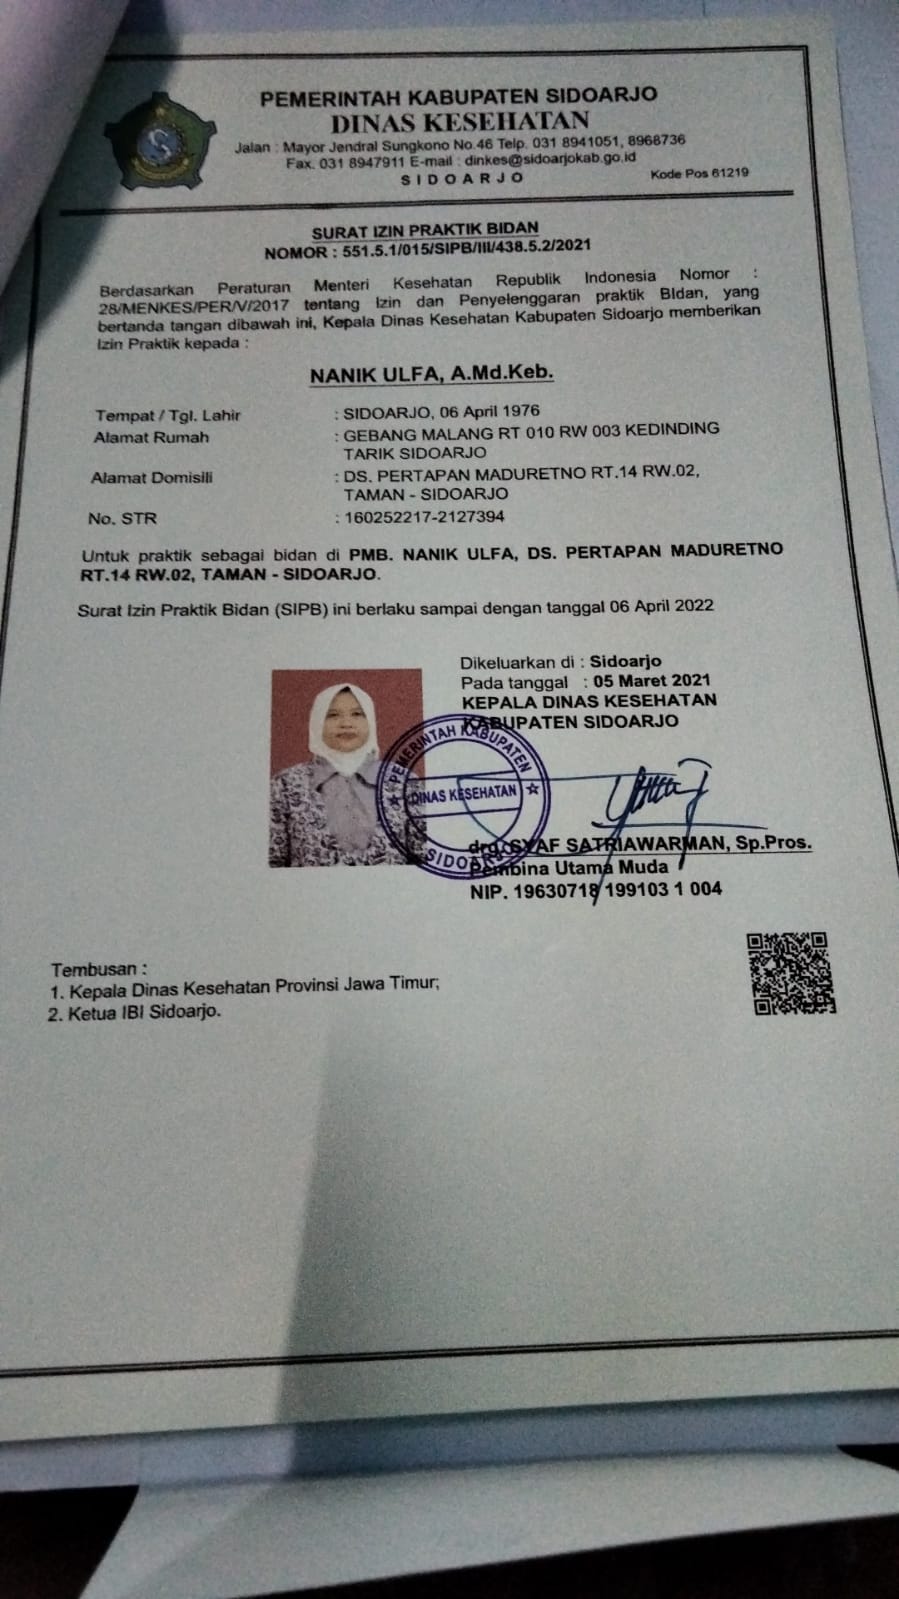 PEMERINTAH KABUPATEN SIDOARJO
DINAS KESEHATAN
Jalan : Mayor Jendral Sungkono No.46 Telp. 031 8941051, 8968736
Fax. 031 8947911 E-mail : dinkes@sidoarjokab.go.id
SIDOARJO
Kode Pos 61219
SURAT IZIN PRAKTIK BIDAN
NOMOR : 551.5.1/015/SIPB/III/438.5.2/2021
Berdasarkan Peraturan Menteri Kesehatan Republik Indonesia Nomor :
28/MENKES/PER/V/2017 tentang Izin dan Penyelenggaran praktik BIdan, yang
bertanda tangan dibawah ini, Kepala Dinas Kesehatan Kabupaten Sidoarjo memberikan
Izin Praktik kepada :
NANIK ULFA, A.Md.Keb.
Tempat / Tgl. Lahir : SIDOARJO, 06 April 1976
Alamat Rumah : GEBANG MALANG RT 010 RW 003 KEDINDING
TARIK SIDOARJO
Alamat Domisili : DS. PERTAPAN MADURETNO RT.14 RW.02,
TAMAN - SIDOARJO
No. STR : 160252217-2127394
Untuk praktik sebagai bidan di PMB. NANIK ULFA, DS. PERTAPAN MADURETNO
RT.14 RW.02, TAMAN - SIDOARJO.
Surat Izin Praktik Bidan (SIPB) ini berlaku sampai dengan tanggal 06 April 2022
Dikeluarkan di : Sidoarjo
Pada tanggal : 05 Maret 2021
KEPALA DINAS KESEHATAN
KABUPATEN SIDOARJO
PEMERINTAH KABUPATEN
DINAS KESEHATAN
SIDOARJO
drg. SYAF SATRIAWARMAN, Sp.Pros.
Pembina Utama Muda
NIP. 19630718 199103 1 004
Tembusan :
1. Kepala Dinas Kesehatan Provinsi Jawa Timur;
2. Ketua IBI Sidoarjo.